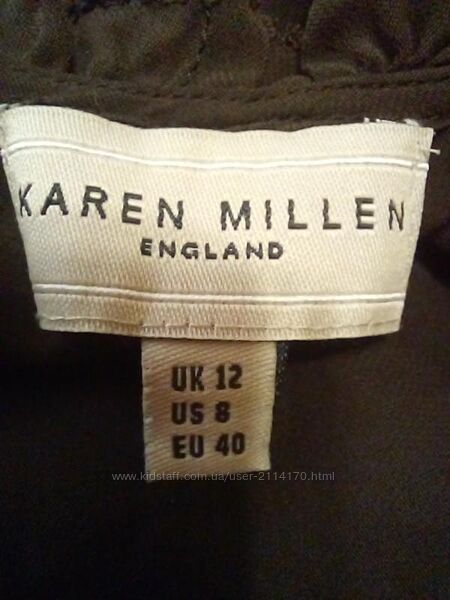 KAREN MILLEN
ENGLAND
UK 12
US 8
EU 40
www.kidstaff.com.ua/user-2114170.html